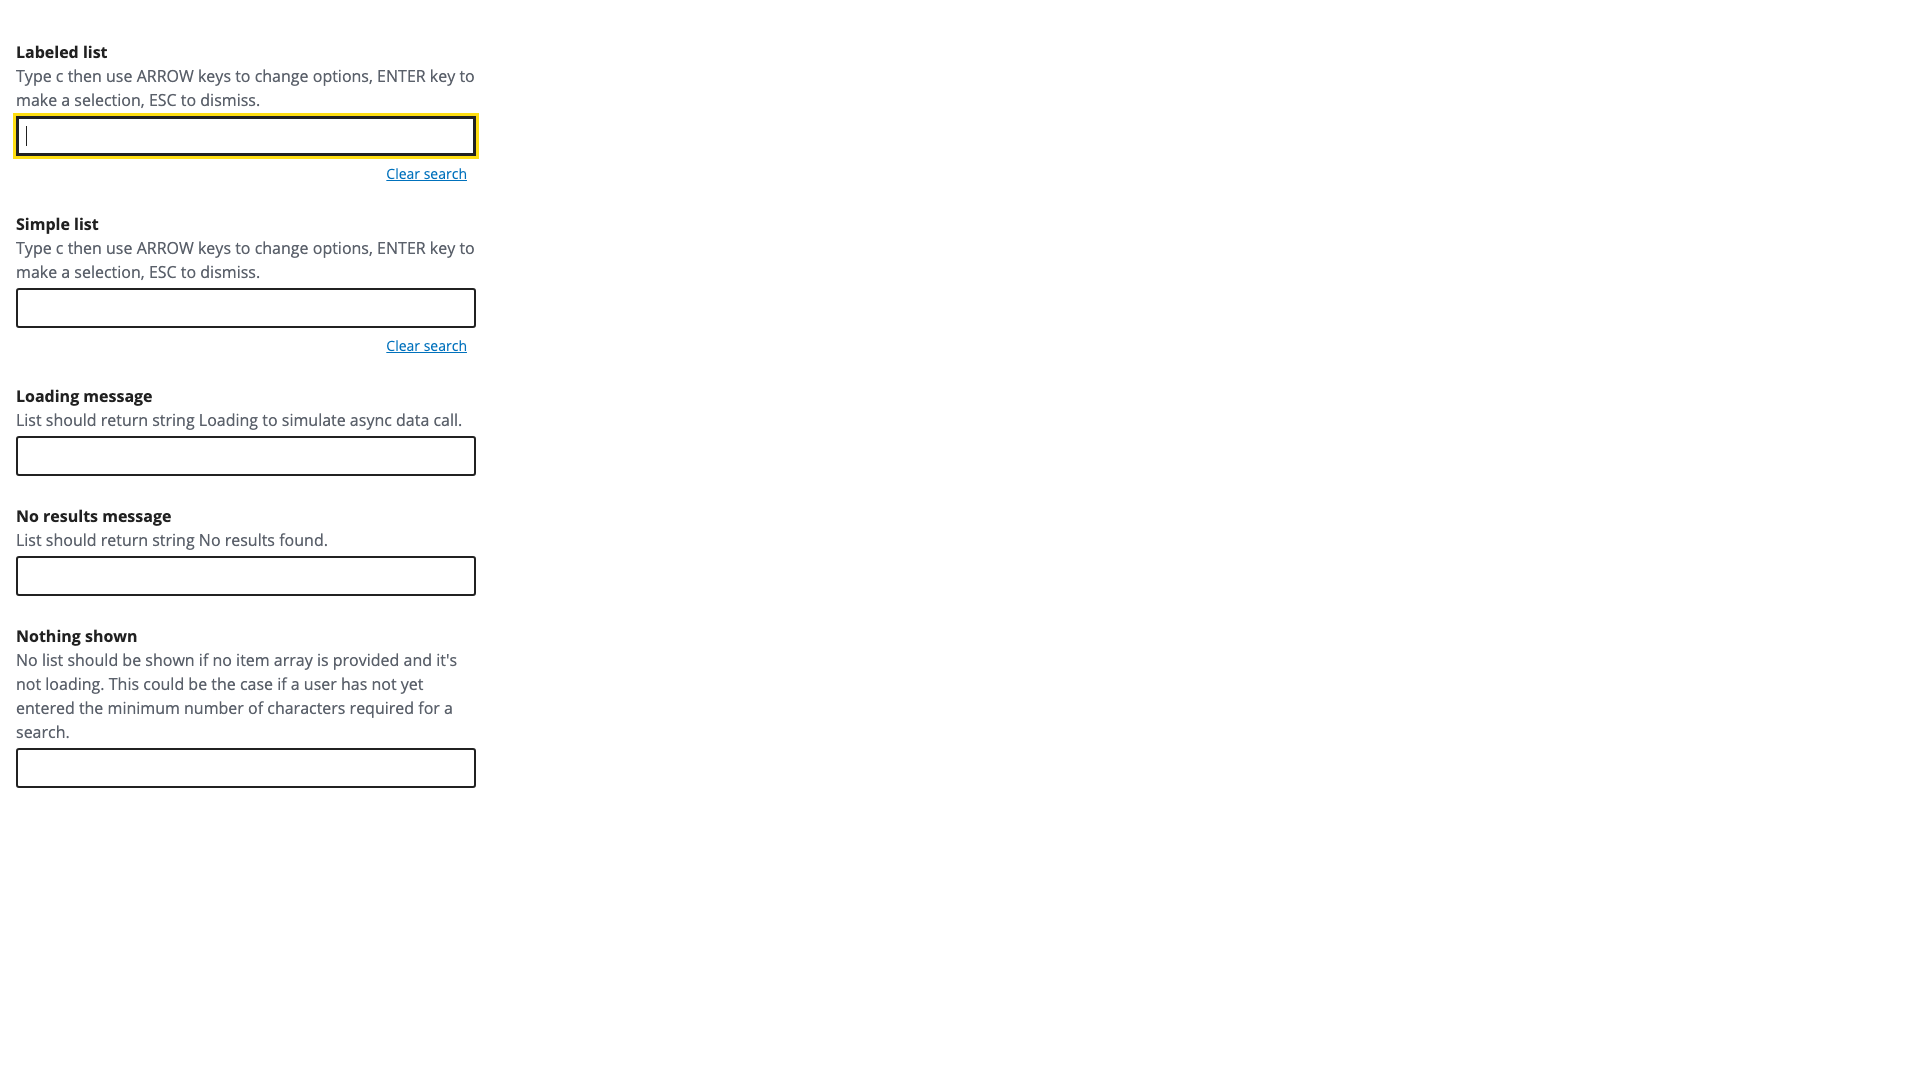 Labeled list
Type c then use ARROW keys to change options, ENTER key to
make a selection, ESC to dismiss.
Clear search
Simple list
Type c then use ARROW keys to change options, ENTER key to
make a selection, ESC to dismiss.
Clear search
Loading message
List should return string Loading to simulate async data call.
No results message
List should return string No results found.
Nothing shown
No list should be shown if no item array is provided and it's
not loading. This could be the case if a user has not yet
entered the minimum number of characters required for a
search.